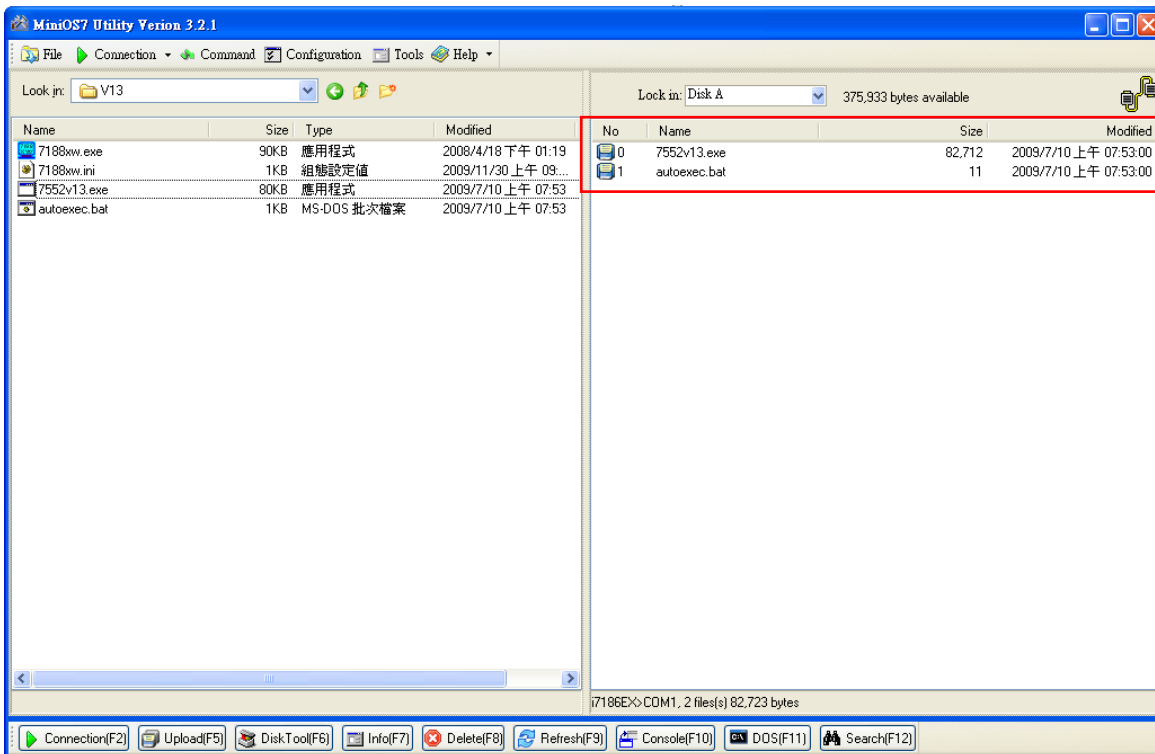 MiniOS7 Utility Verion 3.2.1
File Connection Command Configuration Tools Help
Look in: V13
Lock in: Disk A 375,933 bytes available
Name Size Type Modified
7188xw.exe 90KB 應用程式 2008/4/18 下午 01:19
7188xw.ini 1KB 組態設定值 2009/11/30 上午 09:...
7552v13.exe 80KB 應用程式 2009/7/10 上午 07:53
autoexec.bat 1KB MS-DOS 批次檔案 2009/7/10 上午 07:53
No Name Size Modified
0 7552v13.exe 82,712 2009/7/10 上午 07:53:00
1 autoexec.bat 11 2009/7/10 上午 07:53:00
i7186EX>COM1, 2 files(s) 82,723 bytes
Connection(F2) Upload(F5) DiskTool(F6) Info(F7) Delete(F8) Refresh(F9) Console(F10) DOS(F11) Search(F12)